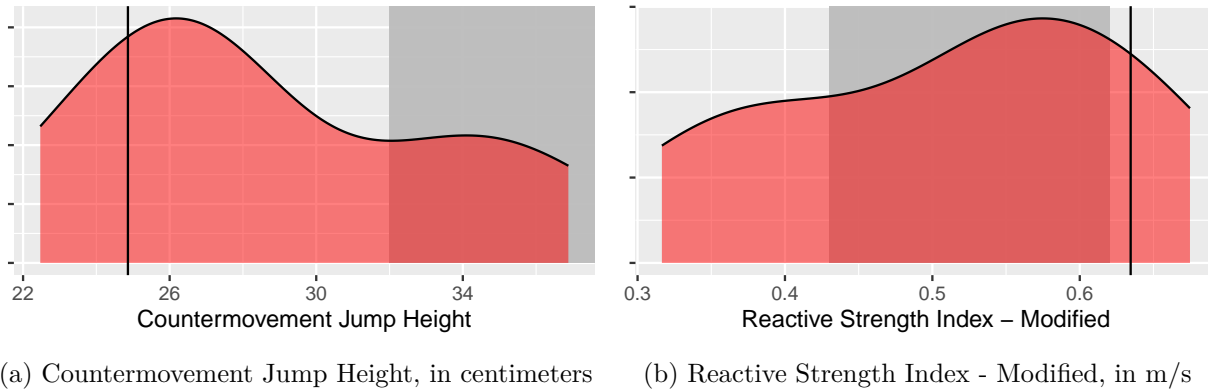 22 26 30 34
Countermovement Jump Height
0.3 0.4 0.5 0.6
Reactive Strength Index – Modified
(a) Countermovement Jump Height, in centimeters
(b) Reactive Strength Index - Modified, in m/s